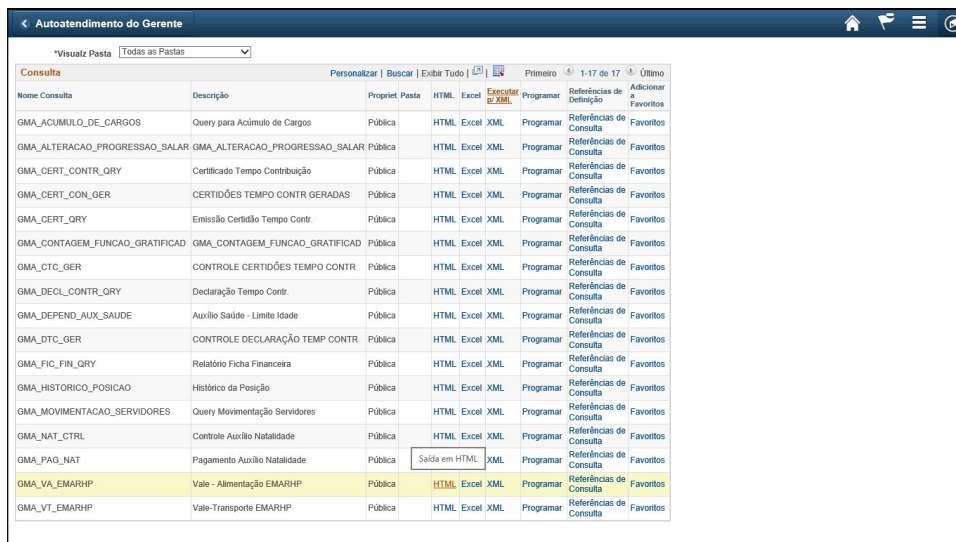 Autoatendimento do Gerente
*Visualz Pasta Todas as Pastas
Consulta Personalizar | Buscar | Exibir Tudo | | Primeiro 1-17 de 17 Último
Nome Consulta Descrição Propriet Pasta HTML Excel Executar p/ XML Programar Referências de Definição Adicionar a Favoritos
GMA_ACUMULO_DE_CARGOS Query para Acúmulo de Cargos Pública HTML Excel XML Programar Referências de Consulta Favoritos
GMA_ALTERACAO_PROGRESSAO_SALAR GMA_ALTERACAO_PROGRESSAO_SALAR Pública HTML Excel XML Programar Referências de Consulta Favoritos
GMA_CERT_CONTR_QRY Certificado Tempo Contribuição Pública HTML Excel XML Programar Referências de Consulta Favoritos
GMA_CERT_CON_GER CERTIDÕES TEMPO CONTR GERADAS Pública HTML Excel XML Programar Referências de Consulta Favoritos
GMA_CERT_QRY Emissão Certidão Tempo Contr. Pública HTML Excel XML Programar Referências de Consulta Favoritos
GMA_CONTAGEM_FUNCAO_GRATIFICAD GMA_CONTAGEM_FUNCAO_GRATIFICAD Pública HTML Excel XML Programar Referências de Consulta Favoritos
GMA_CTC_GER CONTROLE CERTIDÕES TEMPO CONTR Pública HTML Excel XML Programar Referências de Consulta Favoritos
GMA_DECL_CONTR_QRY Declaração Tempo Contr. Pública HTML Excel XML Programar Referências de Consulta Favoritos
GMA_DEPEND_AUX_SAUDE Auxílio Saúde - Limite Idade Pública HTML Excel XML Programar Referências de Consulta Favoritos
GMA_DTC_GER CONTROLE DECLARAÇÃO TEMP CONTR Pública HTML Excel XML Programar Referências de Consulta Favoritos
GMA_FIC_FIN_QRY Relatório Ficha Financeira Pública HTML Excel XML Programar Referências de Consulta Favoritos
GMA_HISTORICO_POSICAO Histórico da Posição Pública HTML Excel XML Programar Referências de Consulta Favoritos
GMA_MOVIMENTACAO_SERVIDORES Query Movimentação Servidores Pública HTML Excel XML Programar Referências de Consulta Favoritos
GMA_NAT_CTRL Controle Auxílio Natalidade Pública HTML Excel XML Programar Referências de Consulta Favoritos
GMA_PAG_NAT Pagamento Auxílio Natalidade Pública Saída em HTML XML Programar Referências de Consulta Favoritos
GMA_VA_EMARHP Vale - Alimentação EMARHP Pública HTML Excel XML Programar Referências de Consulta Favoritos
GMA_VT_EMARHP Vale-Transporte EMARHP Pública HTML Excel XML Programar Referências de Consulta Favoritos